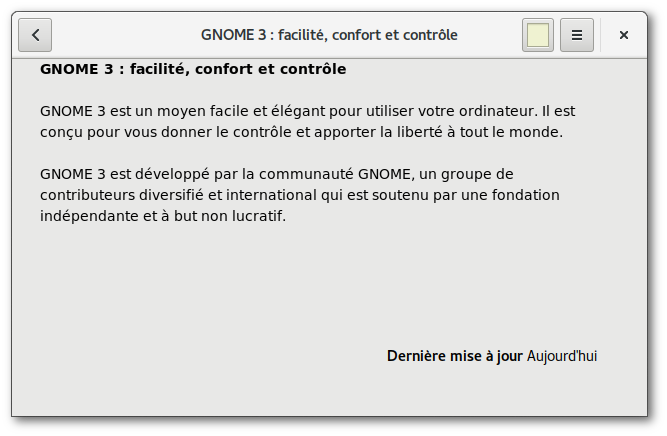 GNOME 3 : facilité, confort et contrôle
GNOME 3 : facilité, confort et contrôle
GNOME 3 est un moyen facile et élégant pour utiliser votre ordinateur. Il est
conçu pour vous donner le contrôle et apporter la liberté à tout le monde.
GNOME 3 est développé par la communauté GNOME, un groupe de
contributeurs diversifié et international qui est soutenu par une fondation
indépendante et à but non lucratif.
Dernière mise à jour Aujourd'hui